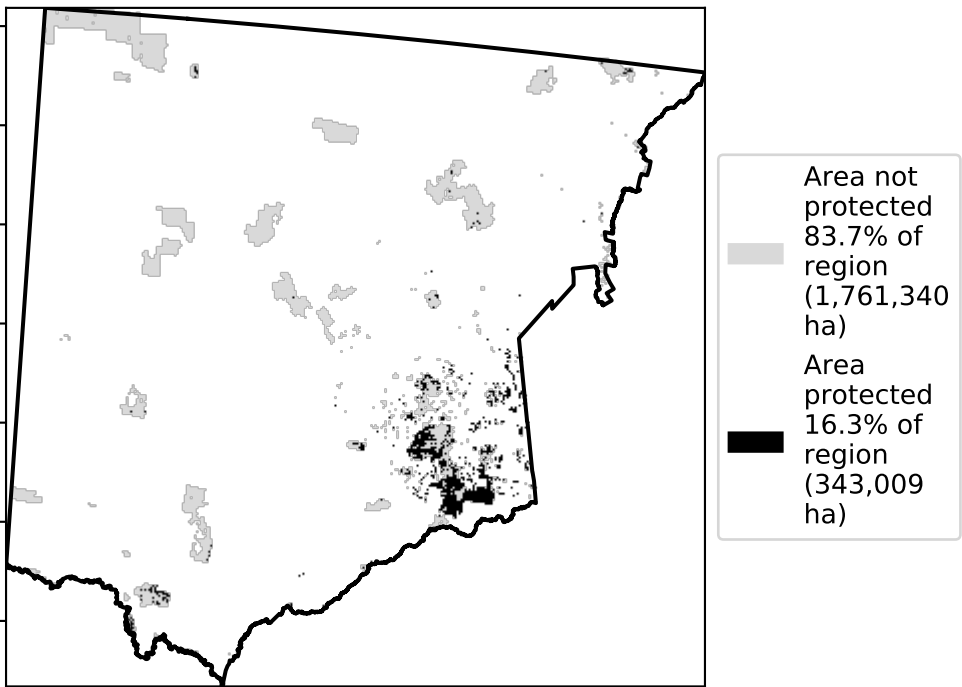 Area not
protected
83.7% of
region
(1,761,340
ha)
Area
protected
16.3% of
region
(343,009
ha)